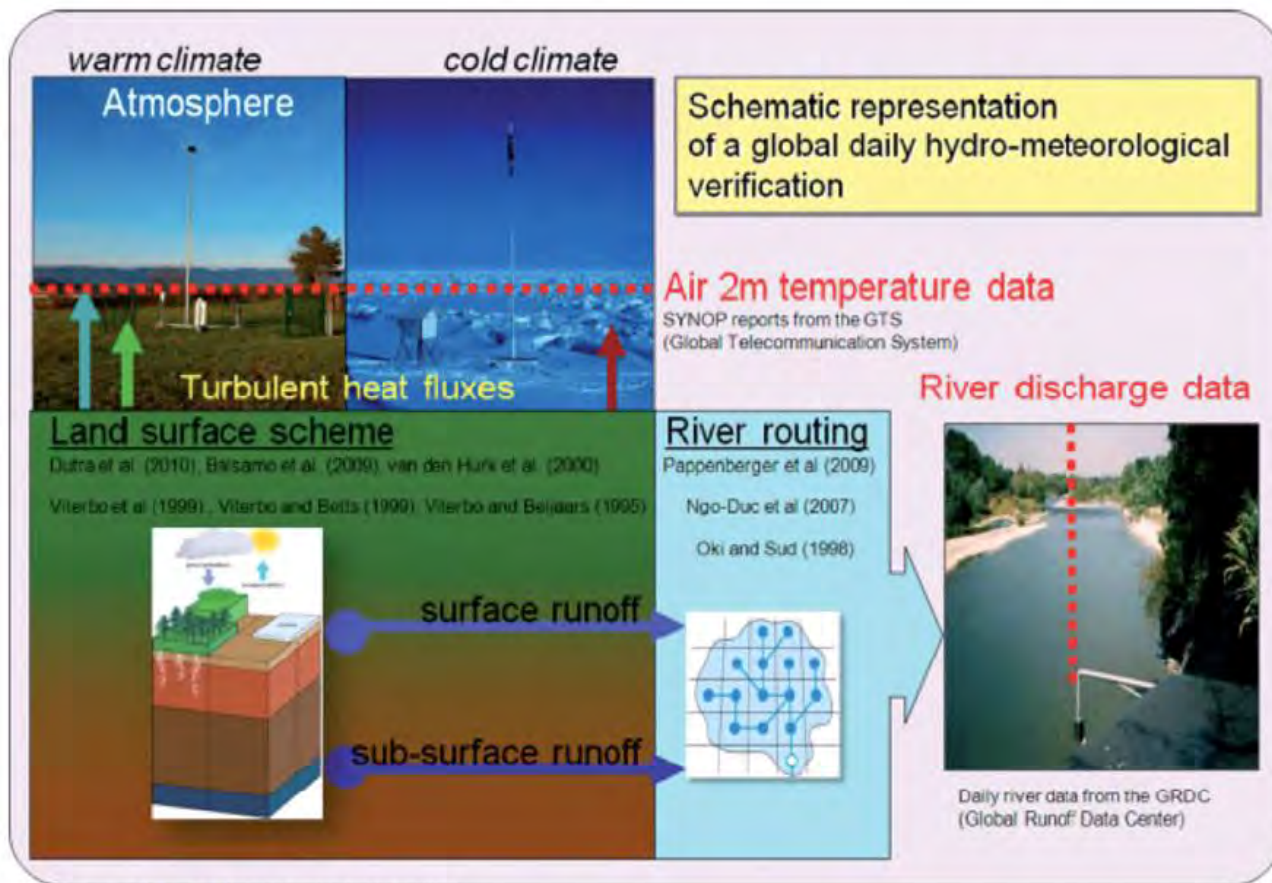 warm climate
cold climate
Atmosphere
Schematic representation
of a global daily hydro-meteorological
verification
Air 2m temperature data
SYNOP reports from the GTS
(Global Telecommunication System)
Turbulent heat fluxes
River discharge data
Land surface scheme
Dutra et al. (2010), Balsamo et al. (2009), van den Hurk et al. (2000)
Viterbo et al (1999)., Viterbo and Betts (1999). Viterbo and Beljaars (1995)
River routing
Pappenberger et al (2009)
Ngo-Duc et al (2007)
Oki and Sud (1998)
surface runoff
sub-surface runoff
Daily river data from the GRDC
(Global Runoff Data Center)